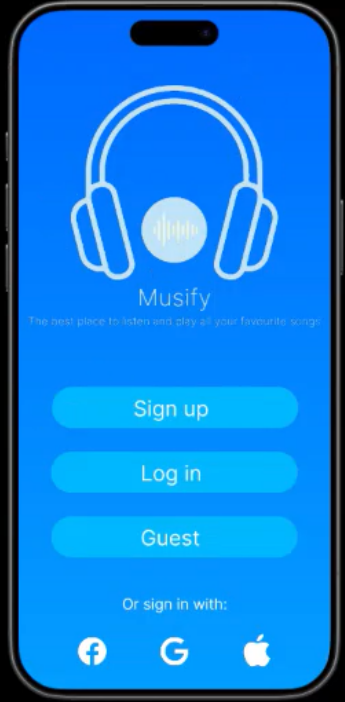 Musify
The best place to listen and play all your favourite songs
Sign up
Log in
Guest
Or sign in with: